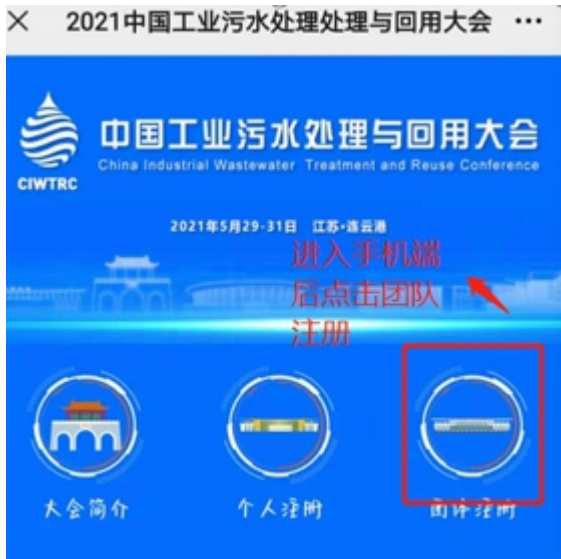 2021中国工业污水处理处理与回用大会
中国工业污水处理与回用大会
China Industrial Wastewater Treatment and Reuse Conference
CIWTRC
2021年5月29-31日 江苏·连云港
进入手机端
后点击团队
注册
大会简介
个人注册
团体注册